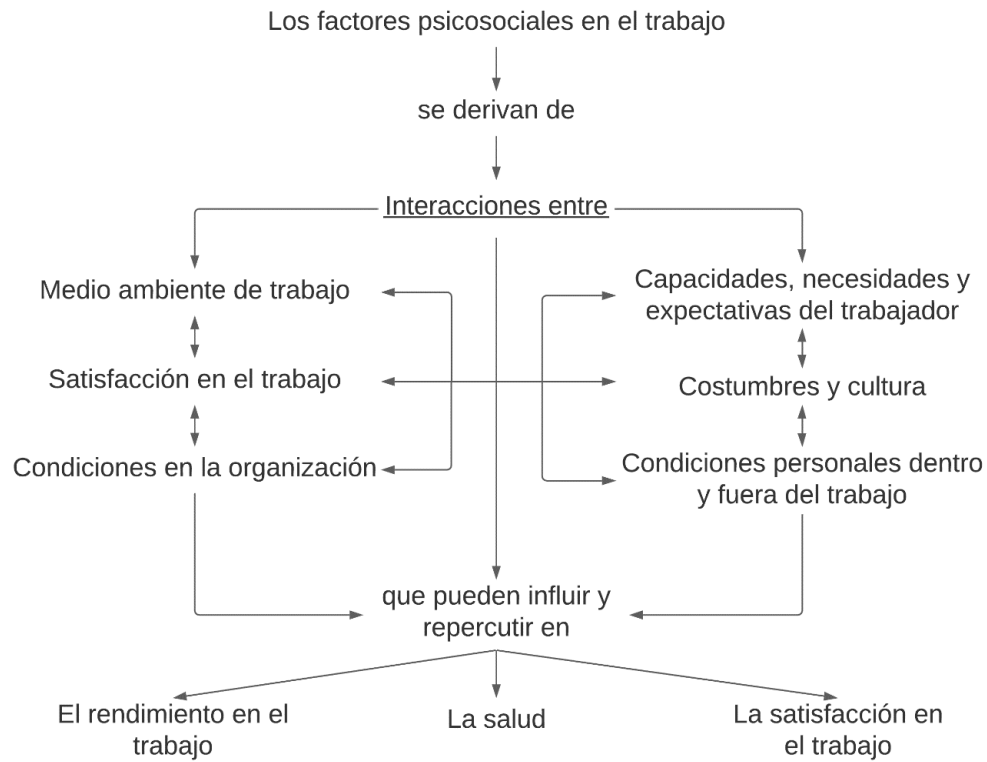 Los factores psicosociales en el trabajo
se derivan de
Interacciones entre
Medio ambiente de trabajo
Satisfacción en el trabajo
Condiciones en la organización
Capacidades, necesidades y
expectativas del trabajador
Costumbres y cultura
Condiciones personales dentro
y fuera del trabajo
que pueden influir y
repercutir en
El rendimiento en el
trabajo
La salud
La satisfacción en
el trabajo